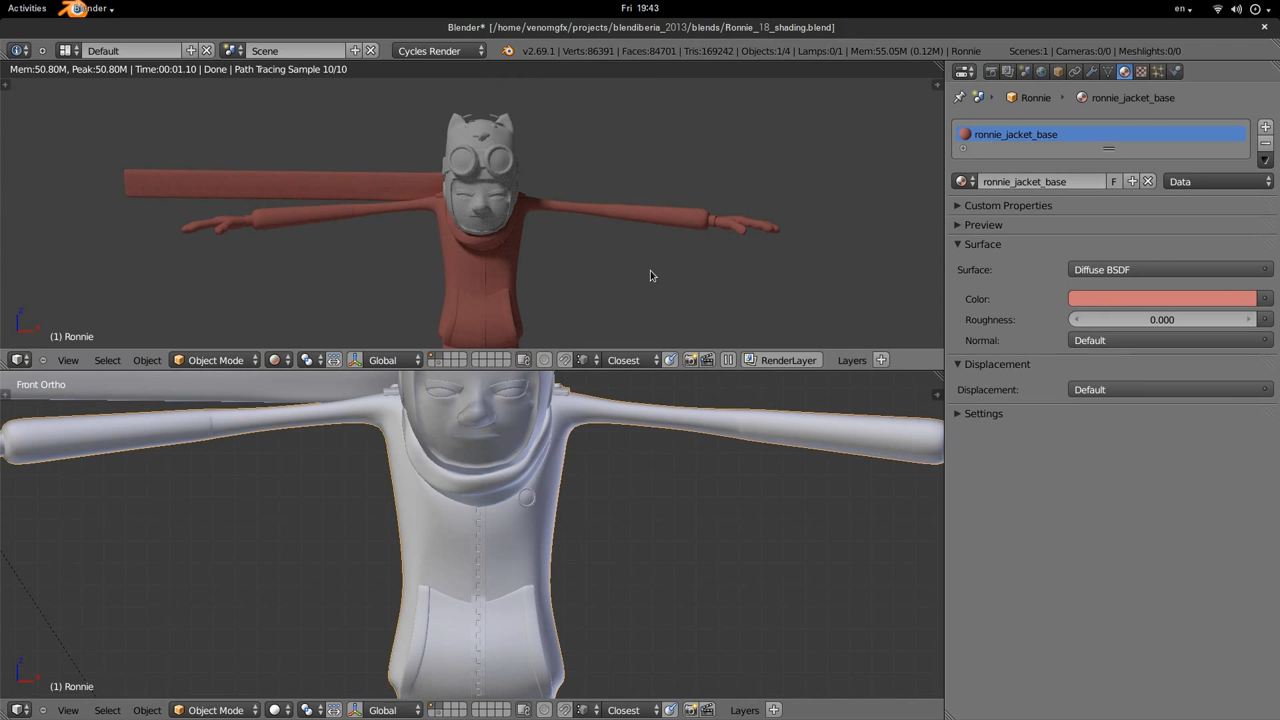 Activities Blender Fri 19:43 en
Blender* [/home/venomgfx/projects/blendiberia_2013/blends/Ronnie_18_shading.blend]
Default Scene Cycles Render v2.69.1 | Verts:86391 | Faces:84701 | Tris:169242 | Objects:1/4 | Lamps:0/1 | Mem:55.05M (0.12M) | Ronnie Scenes:1 | Cameras:0/0 | Meshlights:0/0
Mem:50.80M, Peak:50.80M | Time:00:01.10 | Done | Path Tracing Sample 10/10
Ronnie ronnie_jacket_base
ronnie_jacket_base
ronnie_jacket_base F Data
Custom Properties
Preview
Surface
Surface: Diffuse BSDF
Color:
Roughness: 0.000
Normal: Default
Displacement
Displacement: Default
Settings
(1) Ronnie
View Select Object Object Mode Global Closest RenderLayer Layers
Front Ortho
(1) Ronnie
View Select Object Object Mode Global Closest Layers